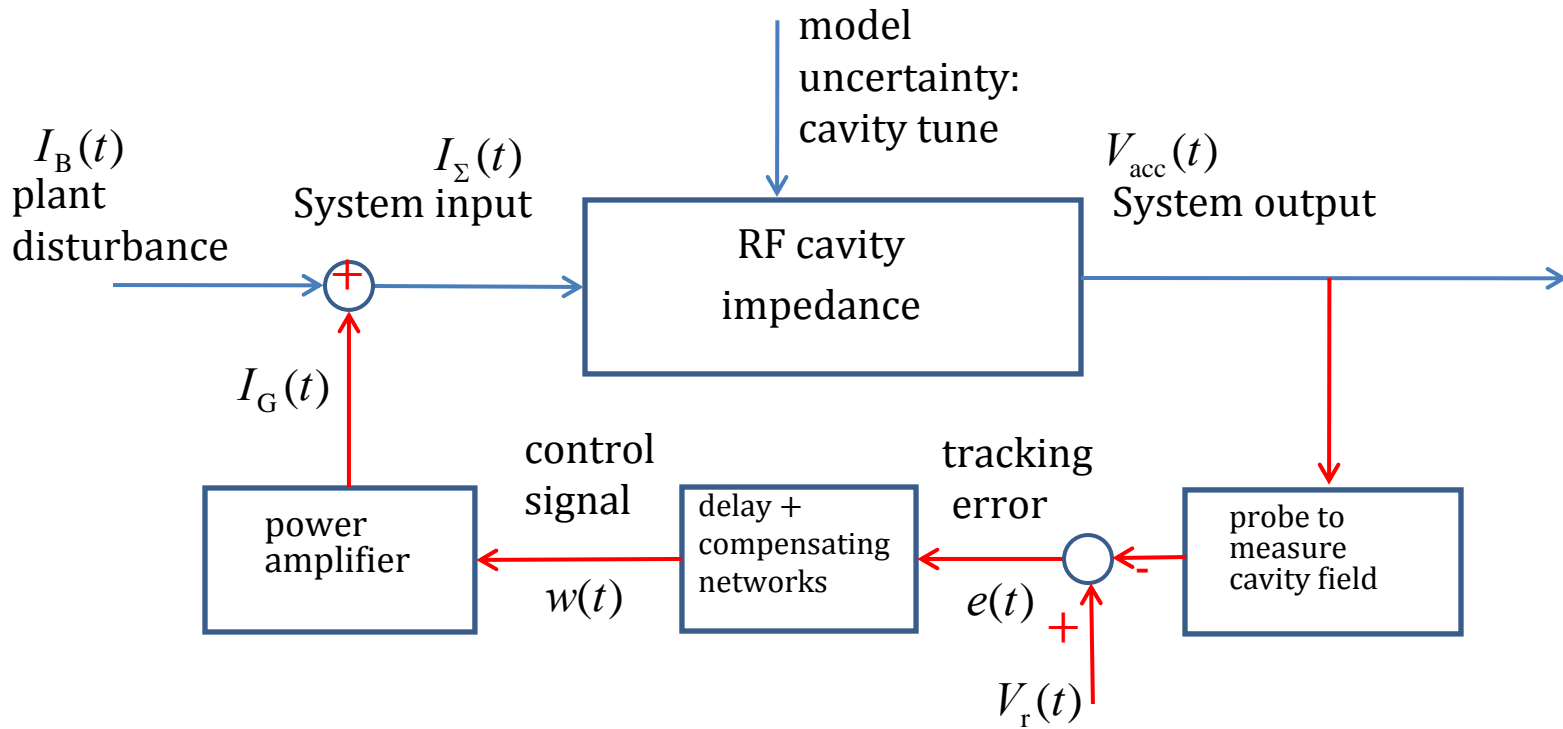 model
uncertainty:
cavity tune
I_B(t)
plant
disturbance
I_Σ(t)
System input
+
RF cavity
impedance
V_acc(t)
System output
I_G(t)
power
amplifier
control
signal
w(t)
delay +
compensating
networks
tracking
error
e(t)
-
+
V_r(t)
probe to
measure
cavity field